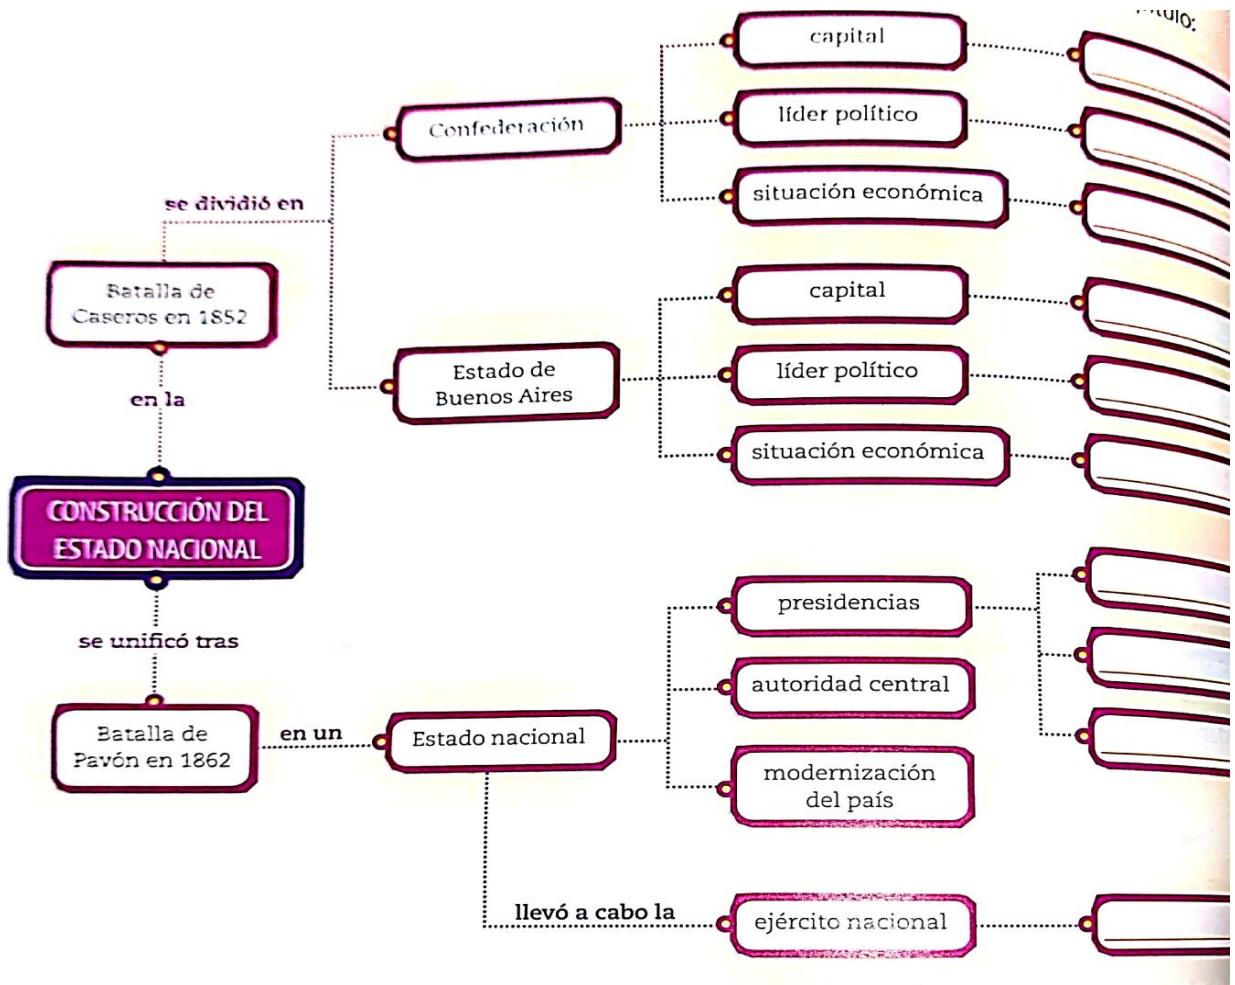 capital
líder político
Confederación
situación económica
se dividió en
Batalla de
Caseros en 1852
capital
líder político
Estado de
Buenos Aires
situación económica
en la
CONSTRUCCIÓN DEL
ESTADO NACIONAL
se unificó tras
presidencias
autoridad central
Batalla de
Pavón en 1862
en un
Estado nacional
modernización
del país
llevó a cabo la
ejército nacional